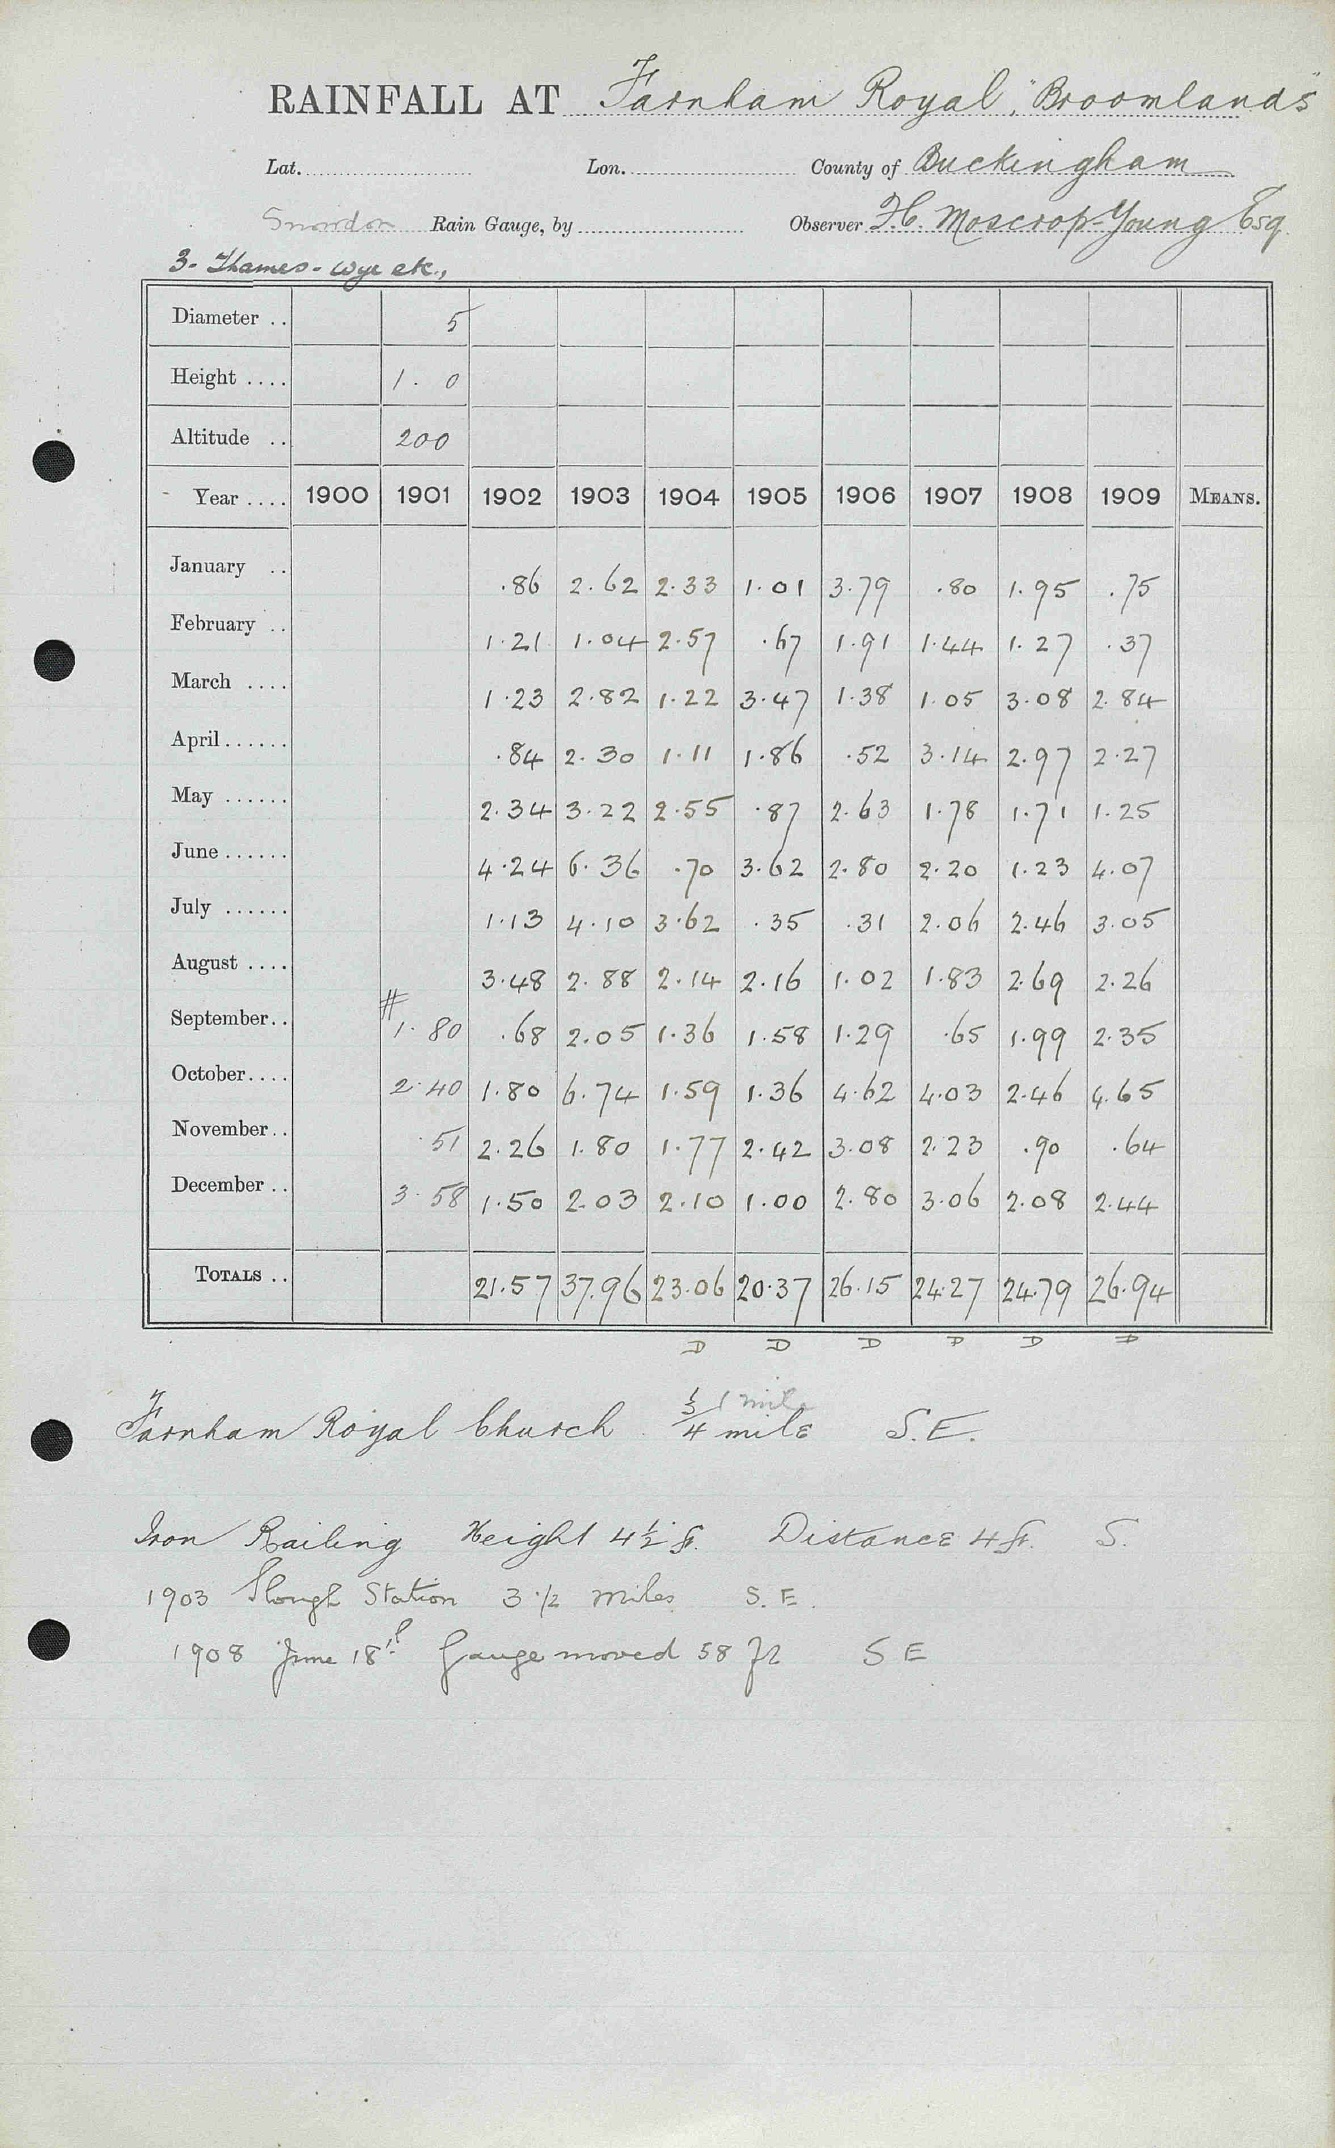 RAINFALL AT Farnham Royal, "Broomlands"
Lat. Lon. County of Buckingham
Snowdon Rain Gauge, by Observer H. Moscrop-Young Esq
3- Thames - Wye etc.,
Diameter .. 5
Height .... 1. 0
Altitude .. 200
Year .... 1900 1901 1902 1903 1904 1905 1906 1907 1908 1909 MEANS.
January .. .86 2.62 2.33 1.01 3.79 .80 1.95 .75
February .. 1.21 1.04 2.57 .67 1.91 1.44 1.27 .37
March .... 1.23 2.82 1.22 3.47 1.38 1.05 3.08 2.84
April...... .84 2.30 1.11 1.86 .52 3.14 2.97 2.27
May ...... 2.34 3.22 2.55 .87 2.63 1.78 1.71 1.25
June...... 4.24 6.36 .70 3.62 2.80 2.20 1.23 4.07
July ...... 1.13 4.10 3.62 .35 .31 2.06 2.46 3.05
August .... 3.48 2.88 2.14 2.16 1.02 1.83 2.69 2.26
September.. # 1.80 .68 2.05 1.36 1.58 1.29 .65 1.99 2.35
October.... 2.40 1.80 6.74 1.59 1.36 4.62 4.03 2.46 4.65
November.. .51 2.26 1.80 1.77 2.42 3.08 2.23 .90 .64
December .. 3.58 1.50 2.03 2.10 1.00 2.80 3.06 2.08 2.44
TOTALS .. 21.57 37.96 23.06 20.37 26.15 24.27 24.79 26.94
D D D D D D
1 mile
Farnham Royal Church 3/4 mile S.E.
Iron Railing Height 4 1/2 ft. Distance 4 ft. S.
1903 Slough Station 3 1/2 miles S.E.
1908 June 18th Gauge moved 58 ft S E